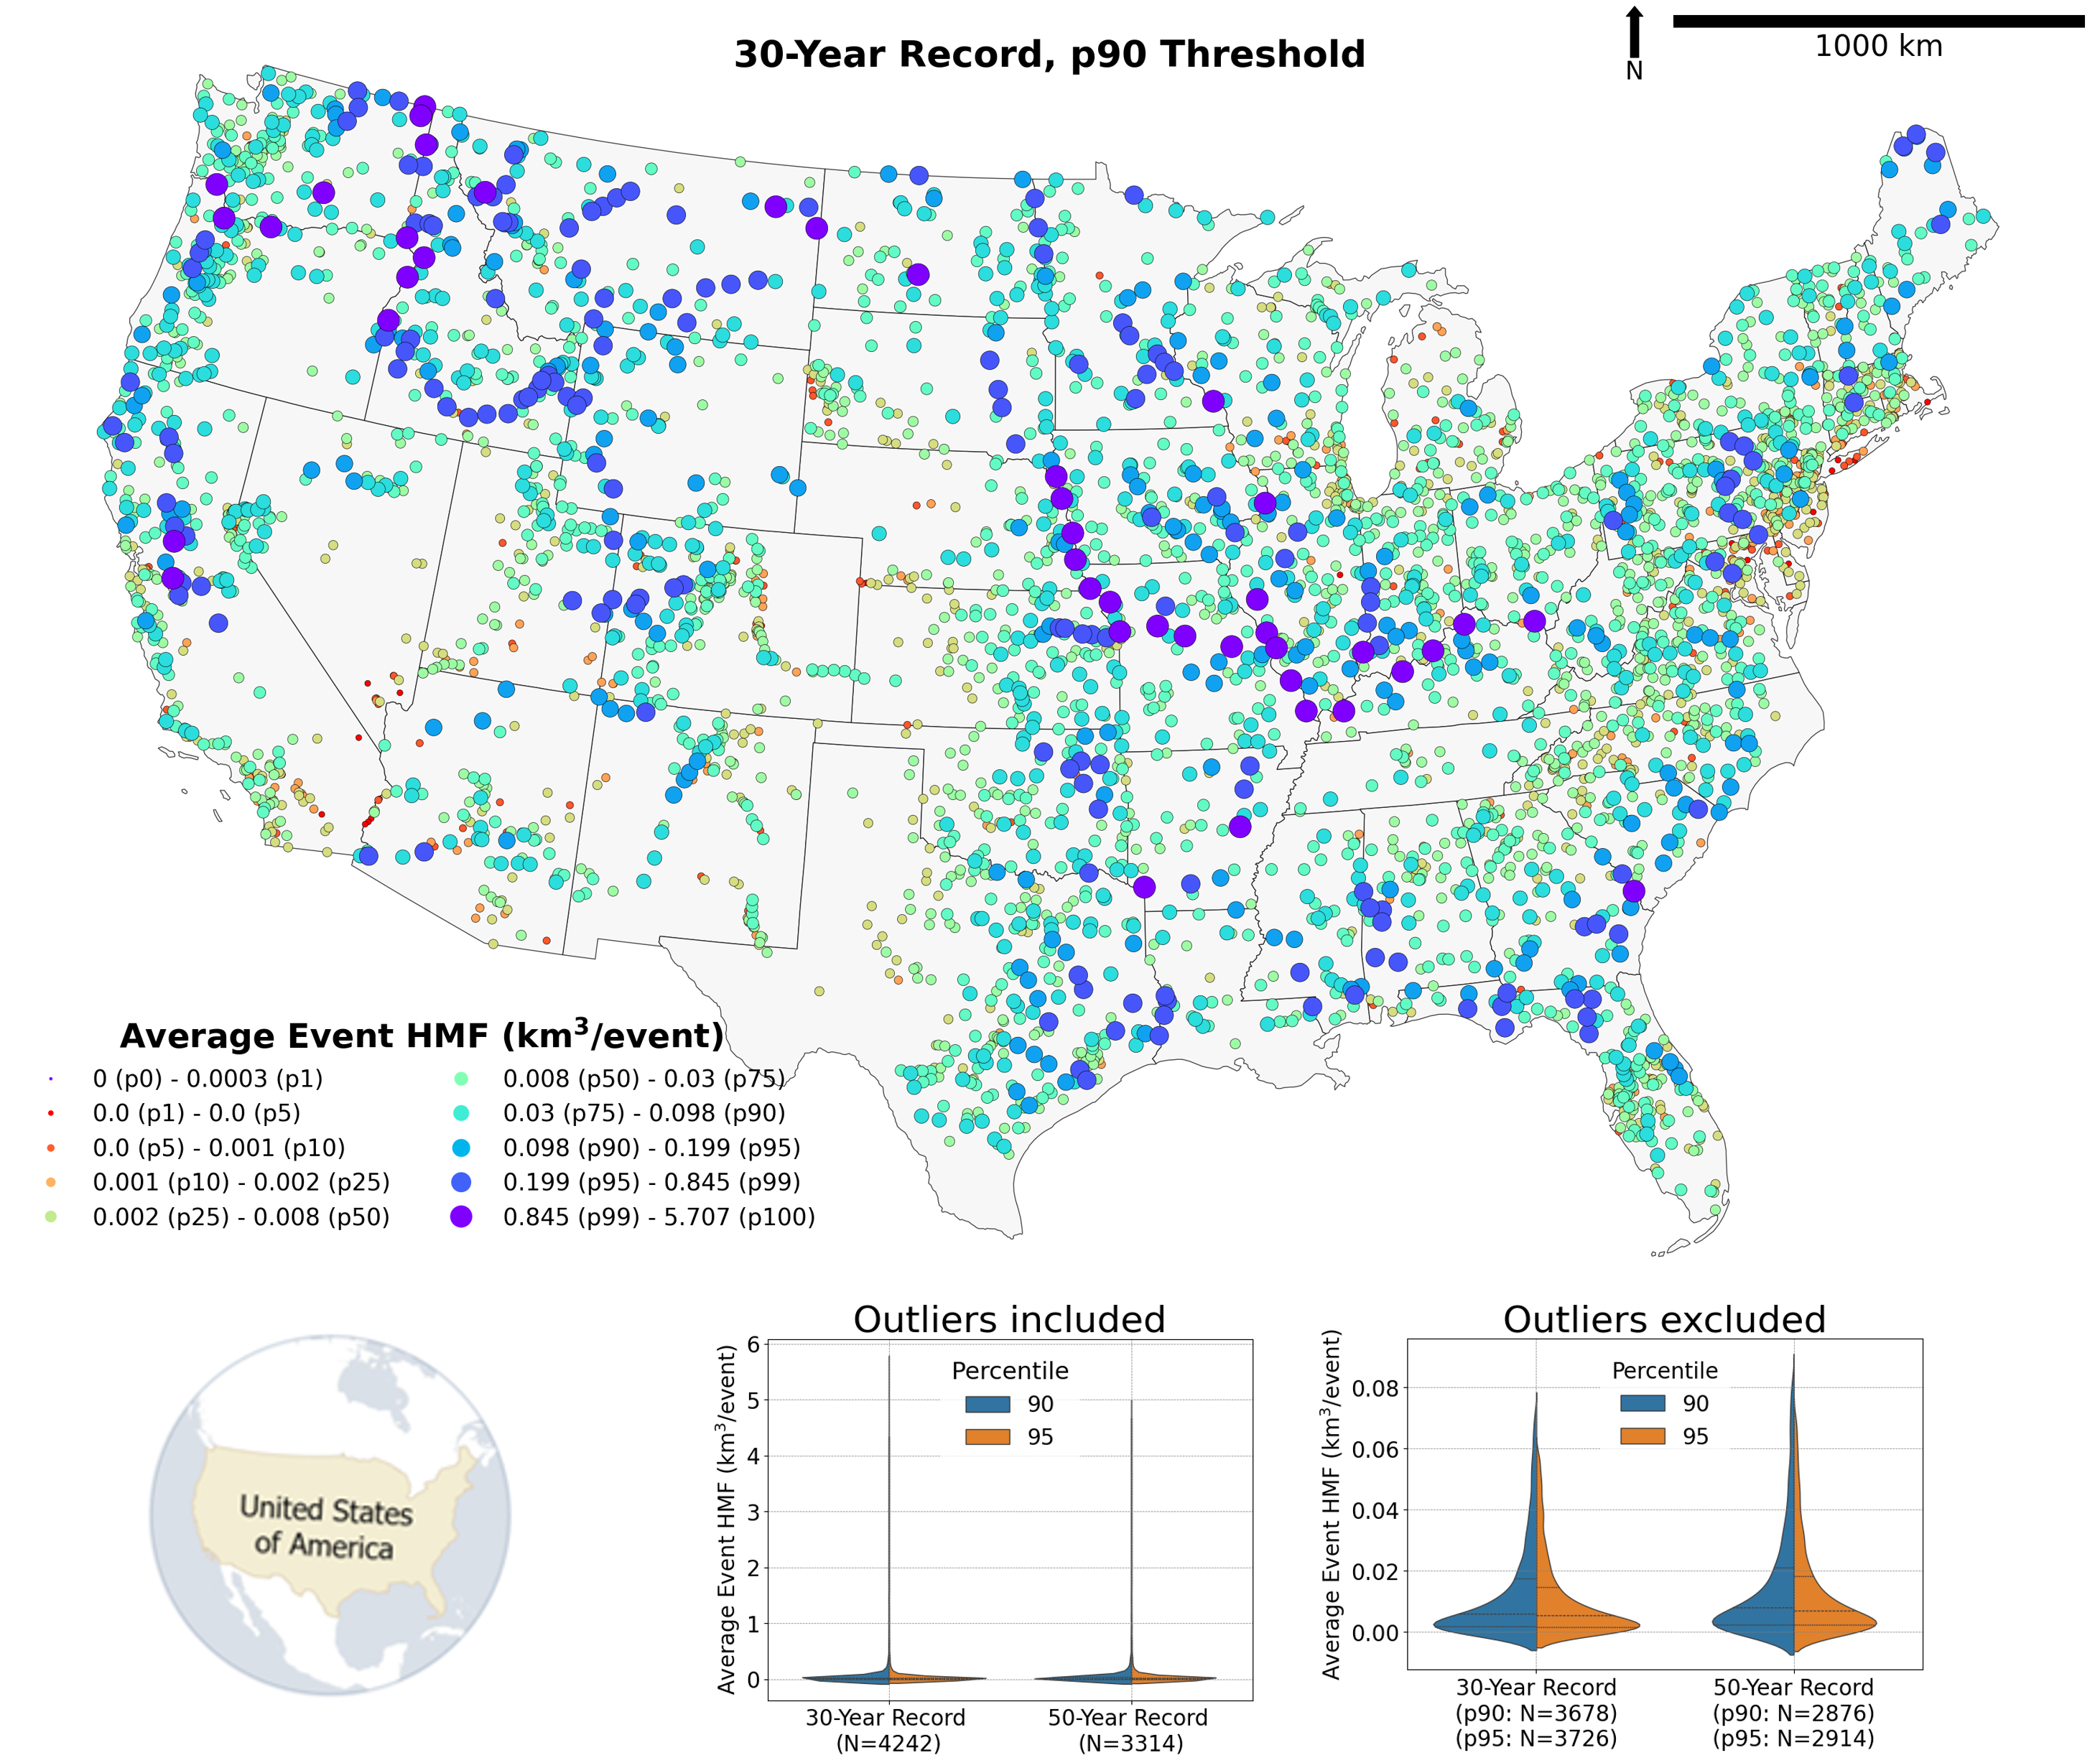 30-Year Record, p90 Threshold
N
1000 km
Average Event HMF (km³/event)
0 (p0) - 0.0003 (p1)
0.0 (p1) - 0.0 (p5)
0.0 (p5) - 0.001 (p10)
0.001 (p10) - 0.002 (p25)
0.002 (p25) - 0.008 (p50)
0.008 (p50) - 0.03 (p75)
0.03 (p75) - 0.098 (p90)
0.098 (p90) - 0.199 (p95)
0.199 (p95) - 0.845 (p99)
0.845 (p99) - 5.707 (p100)
United States
of America
Outliers included
Average Event HMF (km³/event)
6
5
4
3
2
1
0
Percentile
90
95
30-Year Record
(N=4242)
50-Year Record
(N=3314)
Outliers excluded
Average Event HMF (km³/event)
0.08
0.06
0.04
0.02
0.00
Percentile
90
95
30-Year Record
(p90: N=3678)
(p95: N=3726)
50-Year Record
(p90: N=2876)
(p95: N=2914)